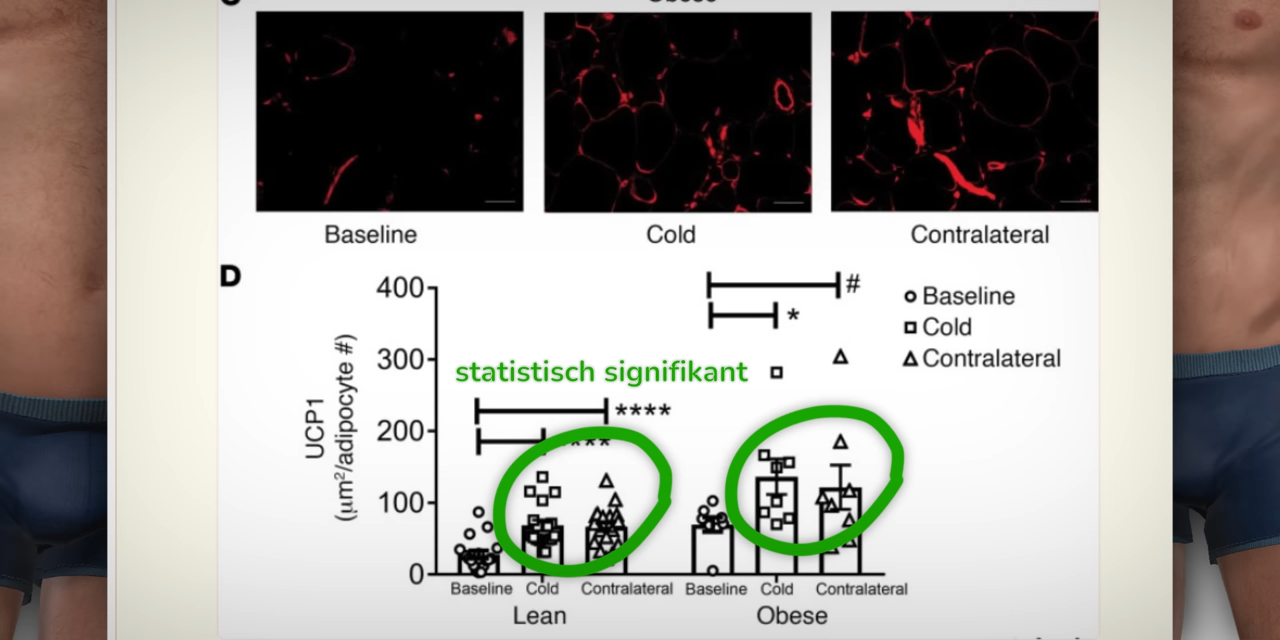 Baseline
Cold
Contralateral
D
400
300
200
100
0
UCP1
(μm²/adipocyte #)
#
*
statistisch signifikant
****
Baseline
Cold
Contralateral
Baseline
Cold
Contralateral
Baseline
Cold
Contralateral
Lean
Obese